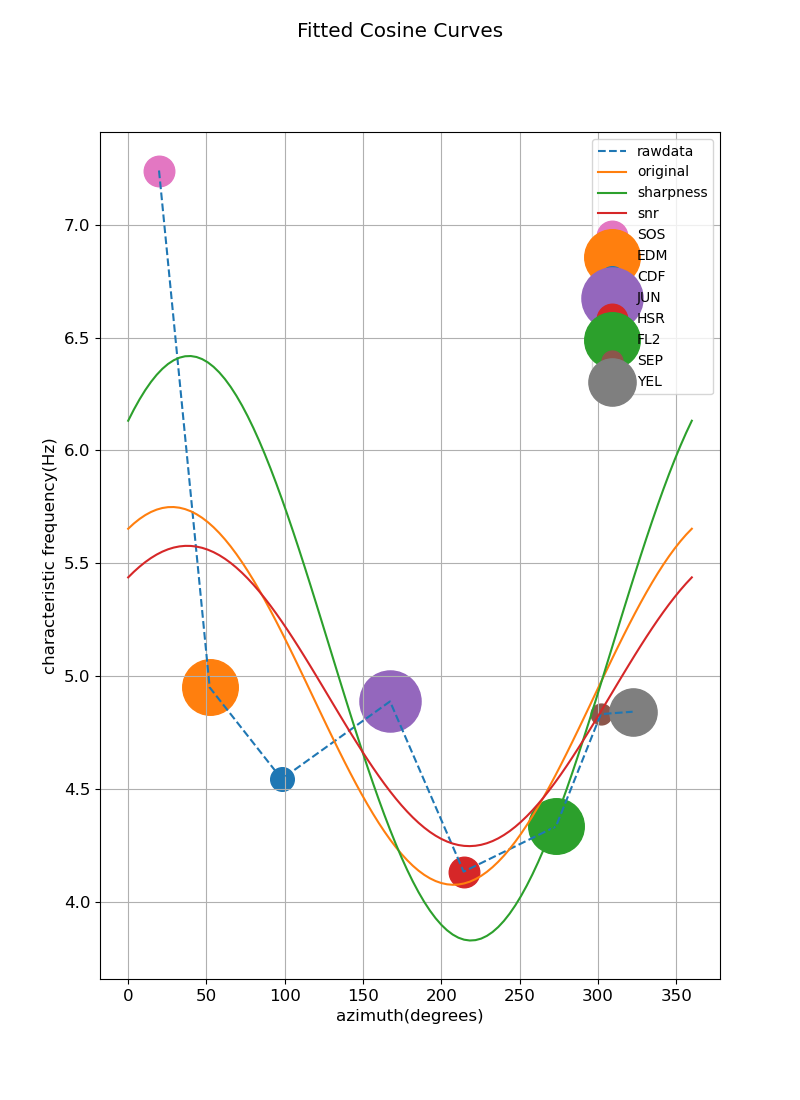 Fitted Cosine Curves
rawdata
original
sharpness
snr
SOS
EDM
CDF
JUN
HSR
FL2
SEP
YEL
characteristic frequency(Hz)
7.0
6.5
6.0
5.5
5.0
4.5
4.0
0 50 100 150 200 250 300 350
azimuth(degrees)